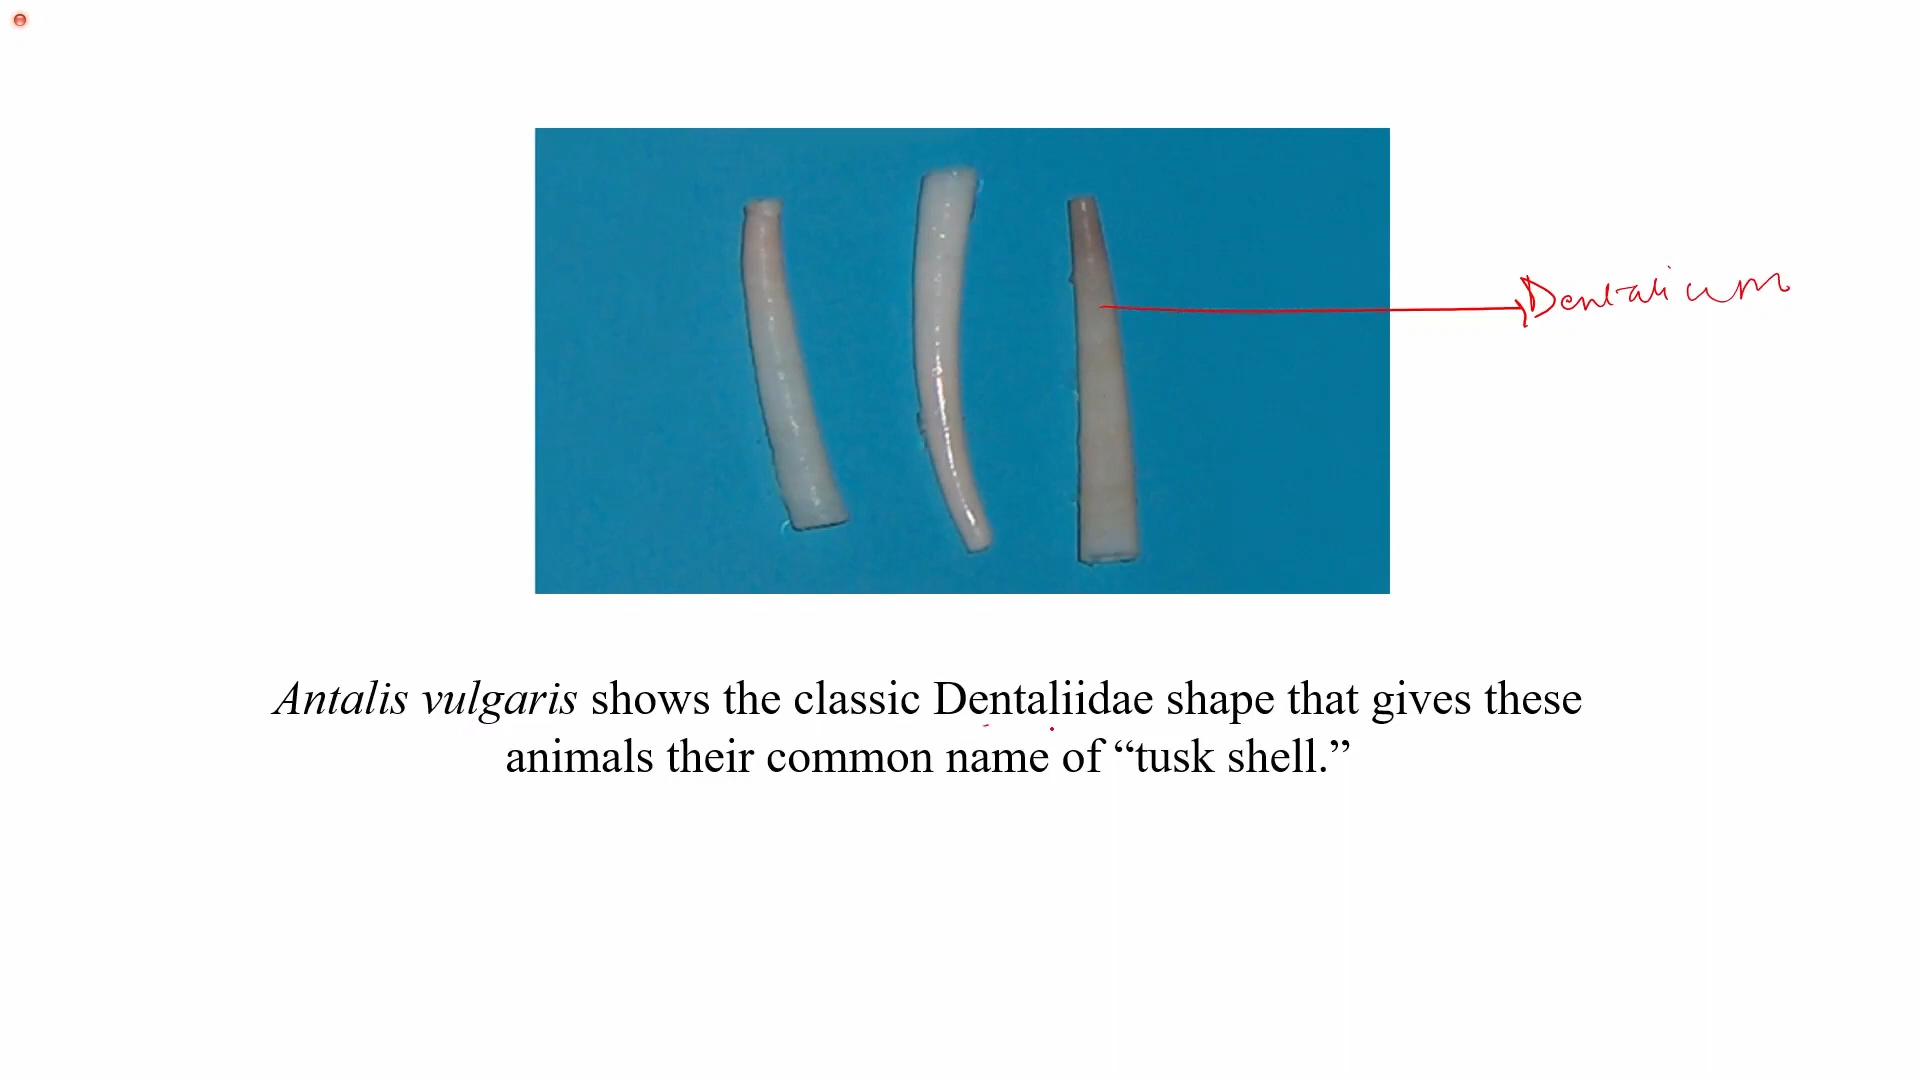 Dentalium
Antalis vulgaris shows the classic Dentaliidae shape that gives these
animals their common name of “tusk shell.”